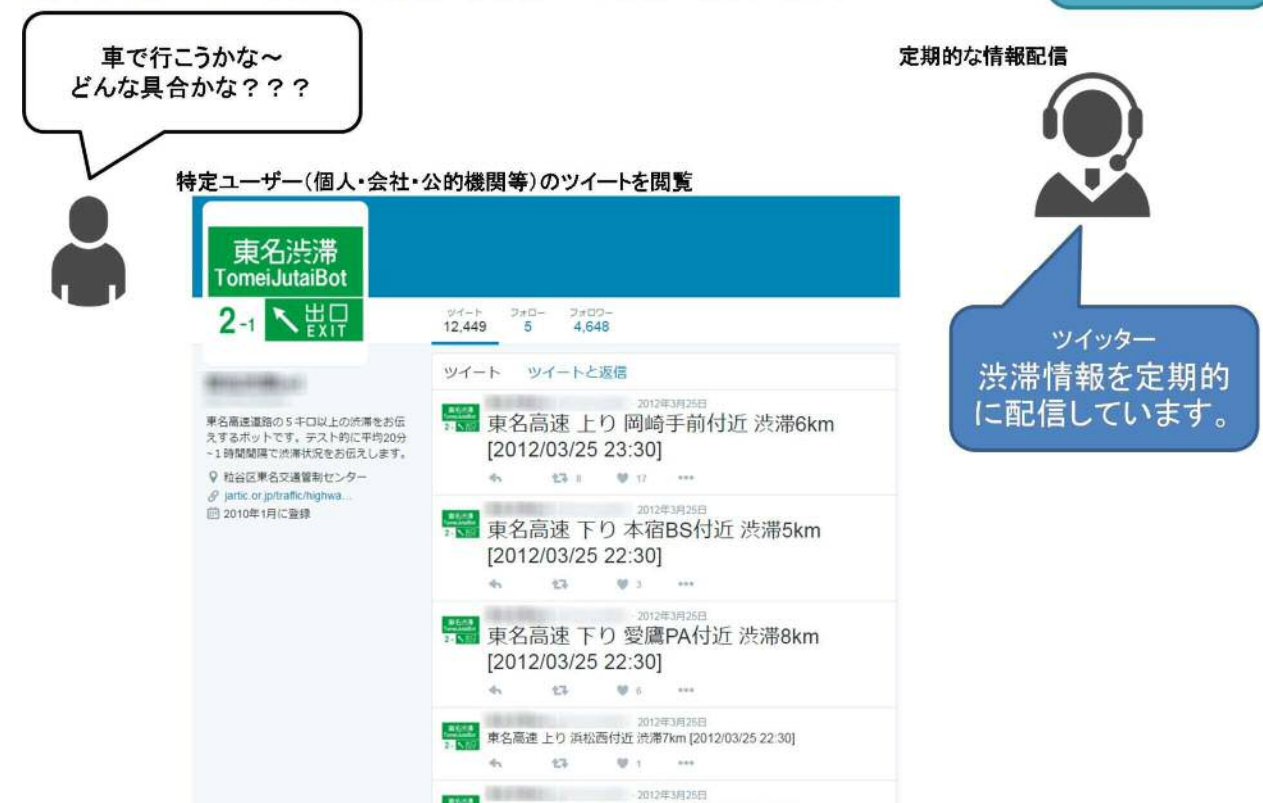 車で行こうかな～
どんな具合かな？？？
定期的な情報配信
特定ユーザー（個人・会社・公的機関等）のツイートを閲覧
東名渋滞
TomeiJutaiBot
2-1 出口
EXIT
ツイート フォロー フォロワー
12,449 5 4,648
ツイッター
渋滞情報を定期的
に配信しています。
ツイート ツイートと返信
東名高速道路の５キロ以上の渋滞をお伝
えするボットです。テスト的に平均20分
~１時間間隔で渋滞状況をお伝えします。
粒谷区東名交通管制センター
jartic.or.jp/traffic/highwa...
2010年1月に登録
2012年3月25日
東名高速 上り 岡崎手前付近 渋滞6km
[2012/03/25 23:30]
8 17
2012年3月25日
東名高速 下り 本宿BS付近 渋滞5km
[2012/03/25 22:30]
3
2012年3月25日
東名高速 下り 愛鷹PA付近 渋滞8km
[2012/03/25 22:30]
6
2012年3月25日
東名高速 上り 浜松西付近 渋滞7km [2012/03/25 22:30]
1
2012年3月25日